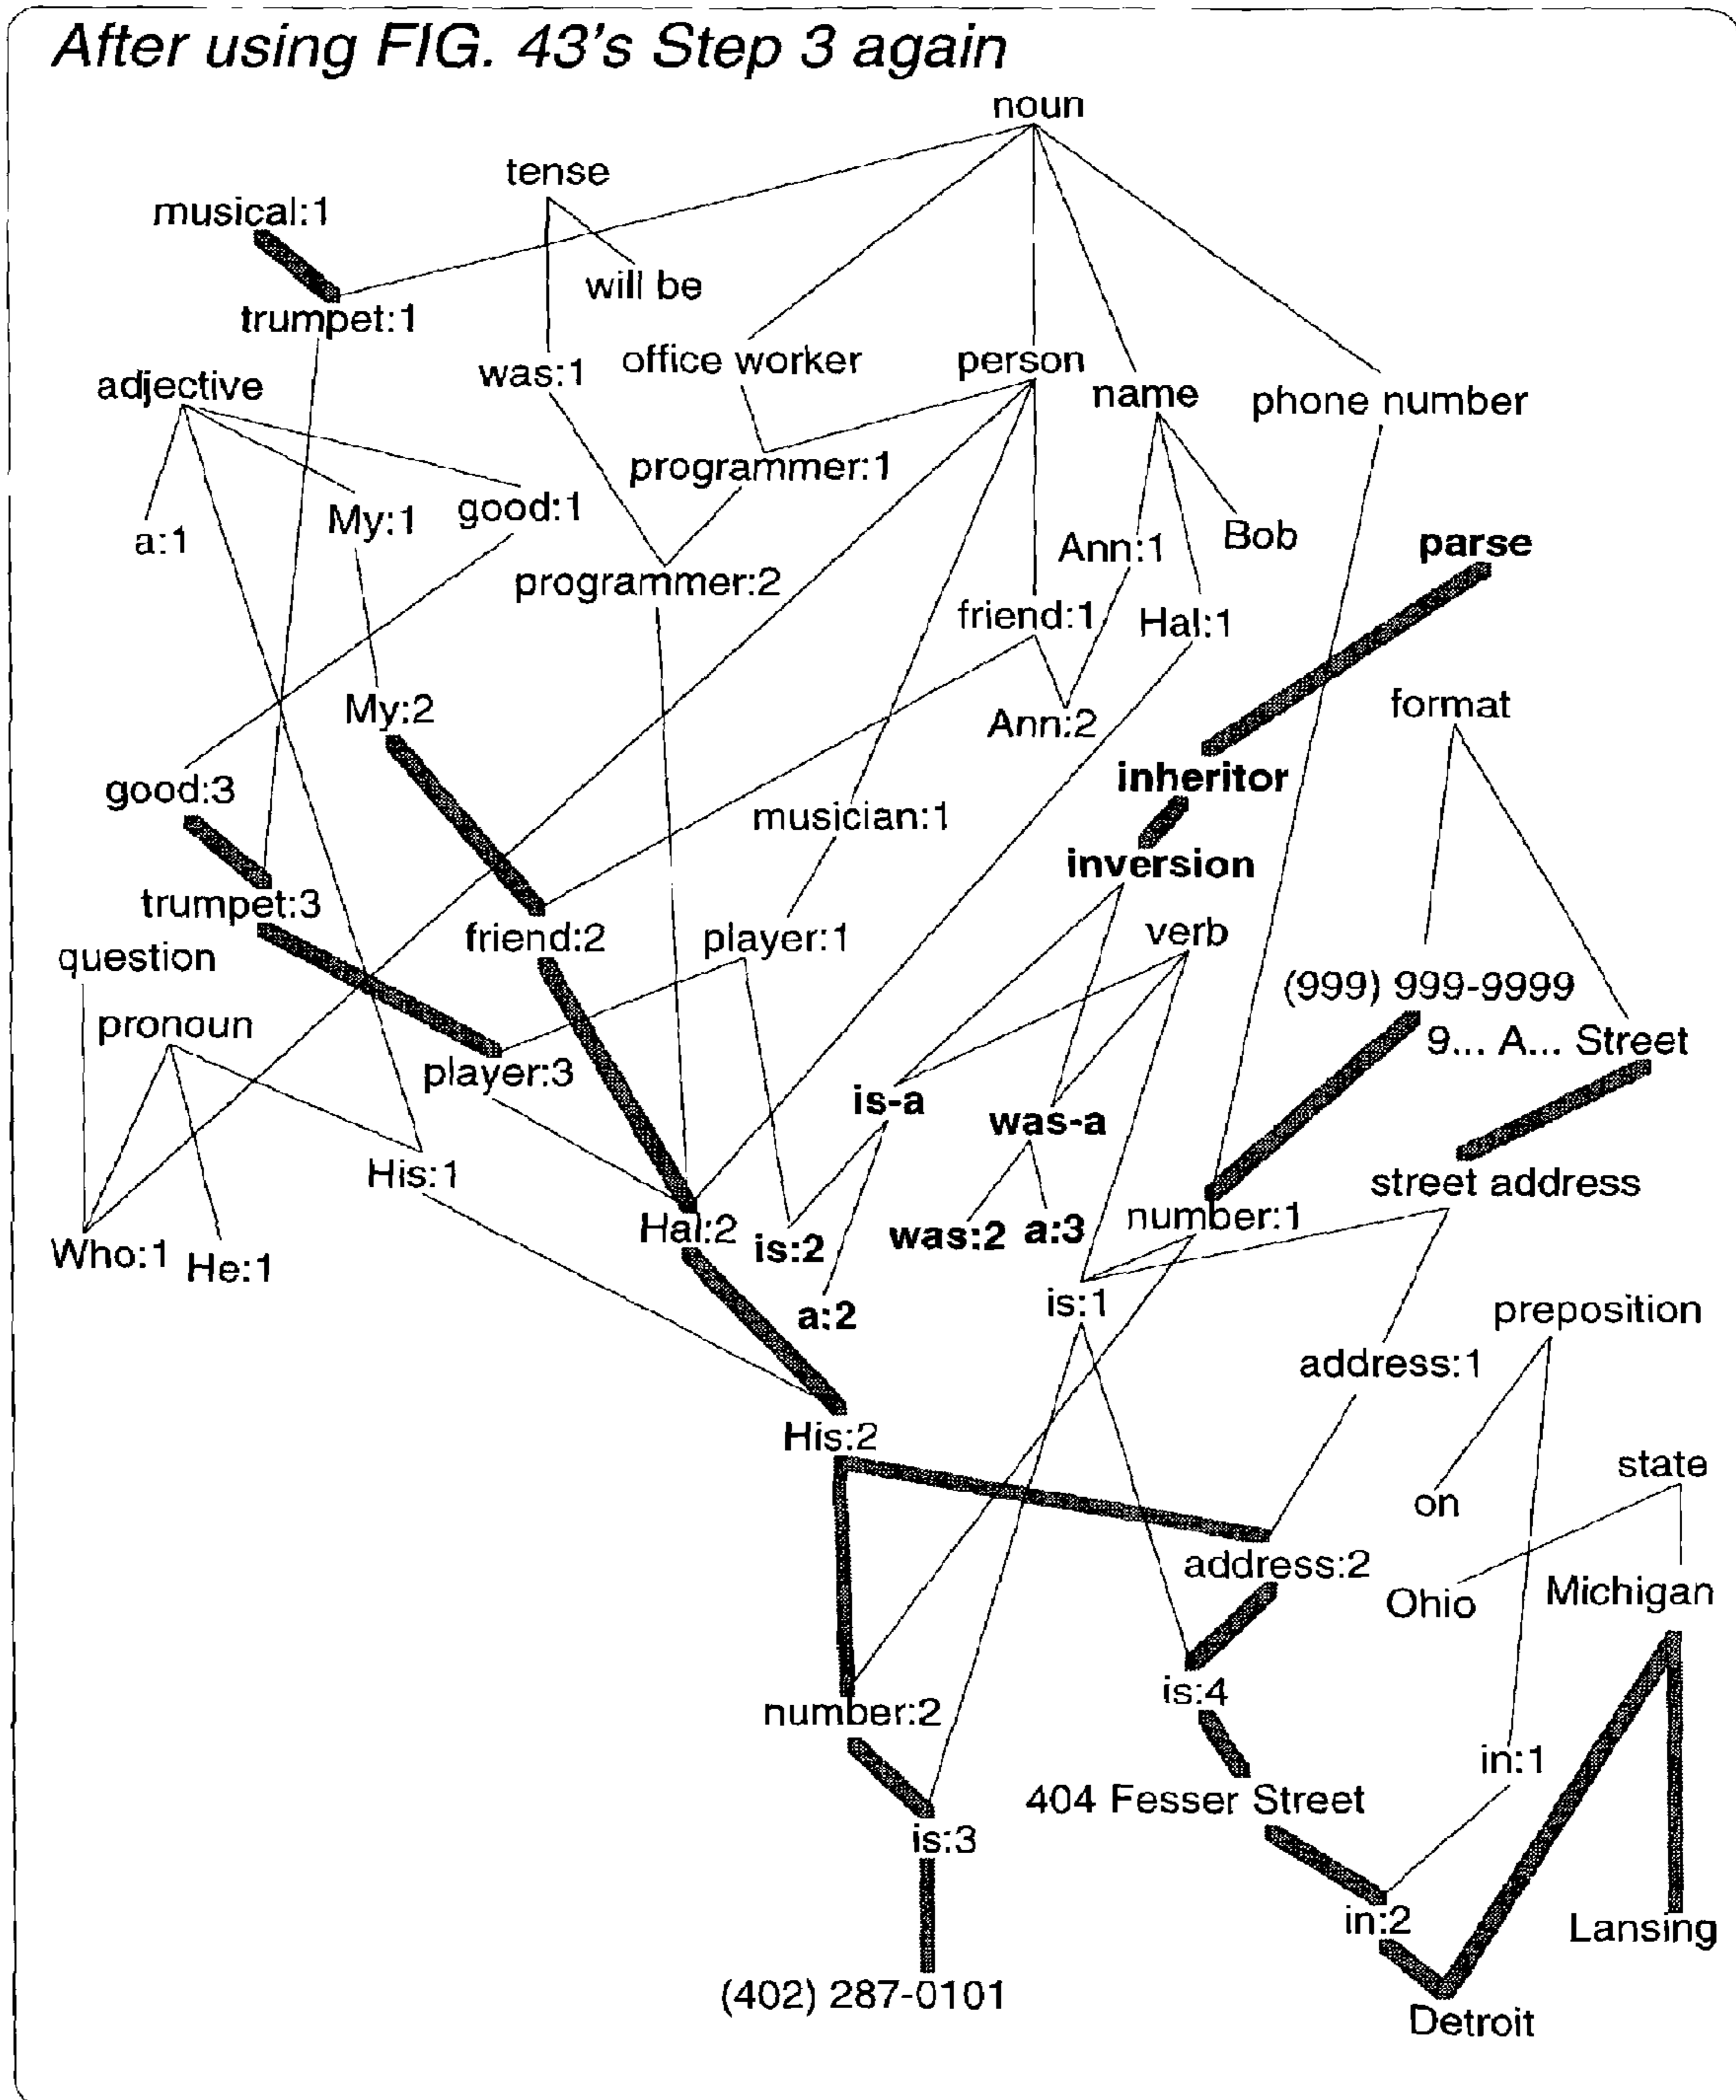 After using FIG. 43's Step 3 again
noun
tense
musical:1
will be
trumpet:1
office worker
person
was:1
adjective
name
phone number
programmer:1
good:1
My:1
a:1
Ann:1
Bob
parse
programmer:2
friend:1
Hal:1
My:2
Ann:2
format
inheritor
good:3
musician:1
inversion
trumpet:3
friend:2
player:1
verb
question
(999) 999-9999
pronoun
9... A... Street
player:3
is-a
was-a
His:1
street address
Hal:2
is:2
was:2
a:3
number:1
Who:1
He:1
a:2
is:1
preposition
address:1
His:2
state
on
address:2
Ohio
Michigan
is:4
number:2
in:1
404 Fesser Street
is:3
in:2
Lansing
(402) 287-0101
Detroit